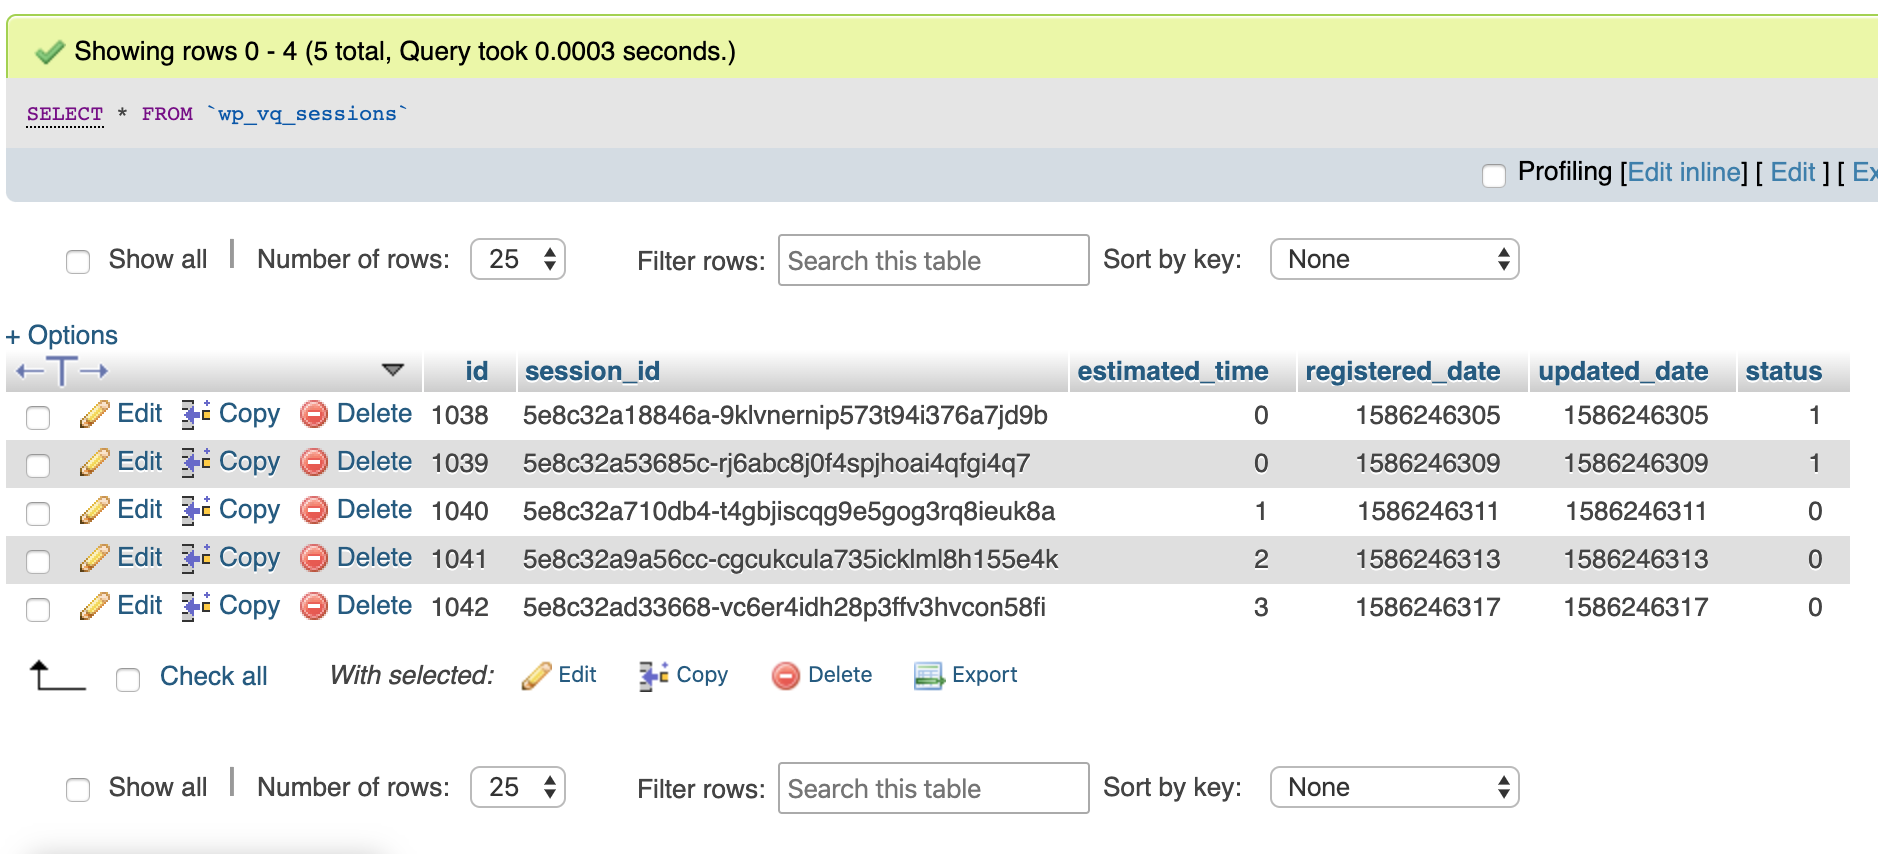 Showing rows 0 - 4 (5 total, Query took 0.0003 seconds.)
SELECT * FROM `wp_vq_sessions`
Profiling [Edit inline] [ Edit ] [ Ex
Show all | Number of rows: 25 Filter rows: Search this table Sort by key: None
+ Options
←T→ id session_id estimated_time registered_date updated_date status
Edit Copy Delete 1038 5e8c32a18846a-9klvnernip573t94i376a7jd9b 0 1586246305 1586246305 1
Edit Copy Delete 1039 5e8c32a53685c-rj6abc8j0f4spjhoai4qfgi4q7 0 1586246309 1586246309 1
Edit Copy Delete 1040 5e8c32a710db4-t4gbjiscqg9e5gog3rq8ieuk8a 1 1586246311 1586246311 0
Edit Copy Delete 1041 5e8c32a9a56cc-cgcukcula735icklml8h155e4k 2 1586246313 1586246313 0
Edit Copy Delete 1042 5e8c32ad33668-vc6er4idh28p3ffv3hvcon58fi 3 1586246317 1586246317 0
Check all With selected: Edit Copy Delete Export
Show all | Number of rows: 25 Filter rows: Search this table Sort by key: None